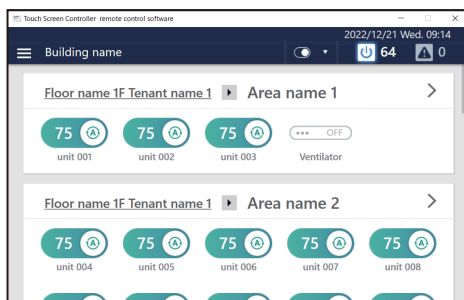 Touch Screen Controller remote control software
2022/12/21 Wed. 09:14
Building name
64
0
Floor name 1F Tenant name 1 Area name 1
75 A 75 A 75 A ... OFF
unit 001 unit 002 unit 003 Ventilator
Floor name 1F Tenant name 1 Area name 2
75 A 75 A 75 A 75 A 75 A
unit 004 unit 005 unit 006 unit 007 unit 008